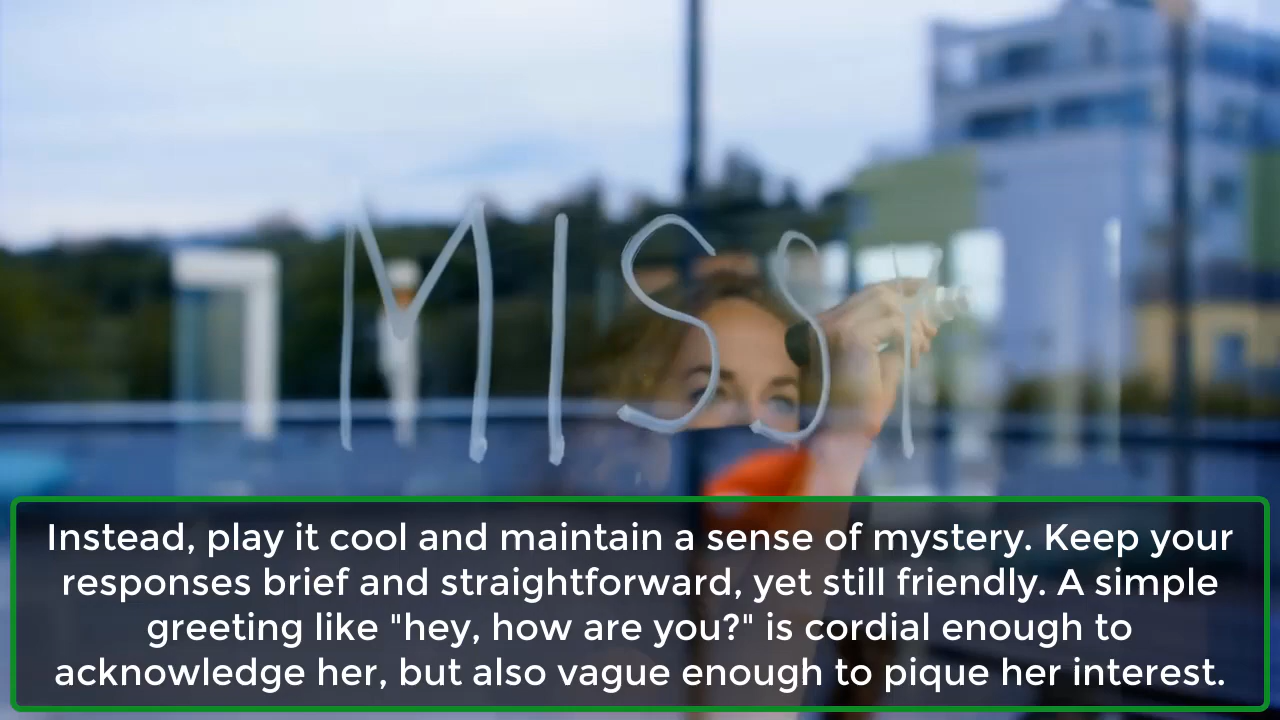 MISSY
Instead, play it cool and maintain a sense of mystery. Keep your
responses brief and straightforward, yet still friendly. A simple
greeting like "hey, how are you?" is cordial enough to
acknowledge her, but also vague enough to pique her interest.